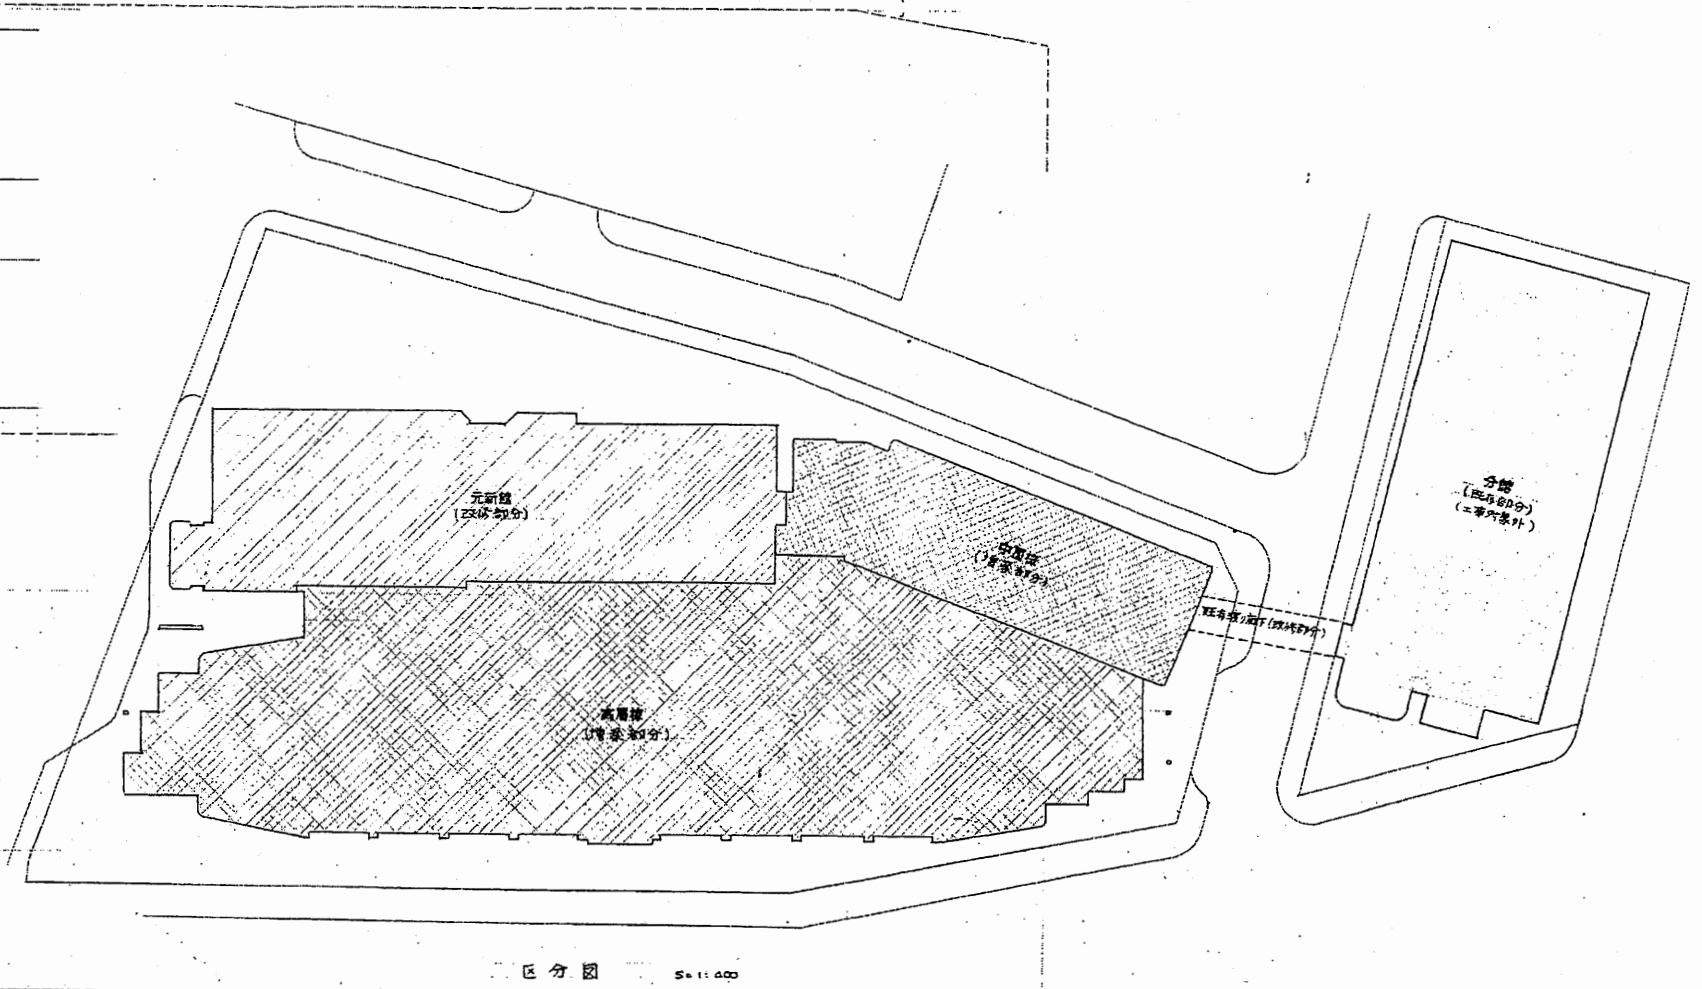 元新館
(改修部分)
中層棟
(増築部分)
分館
(既存部分)
(工事対象外)
既存渡り廊下(改修部分)
高層棟
(増築部分)
区分図 S=1:400